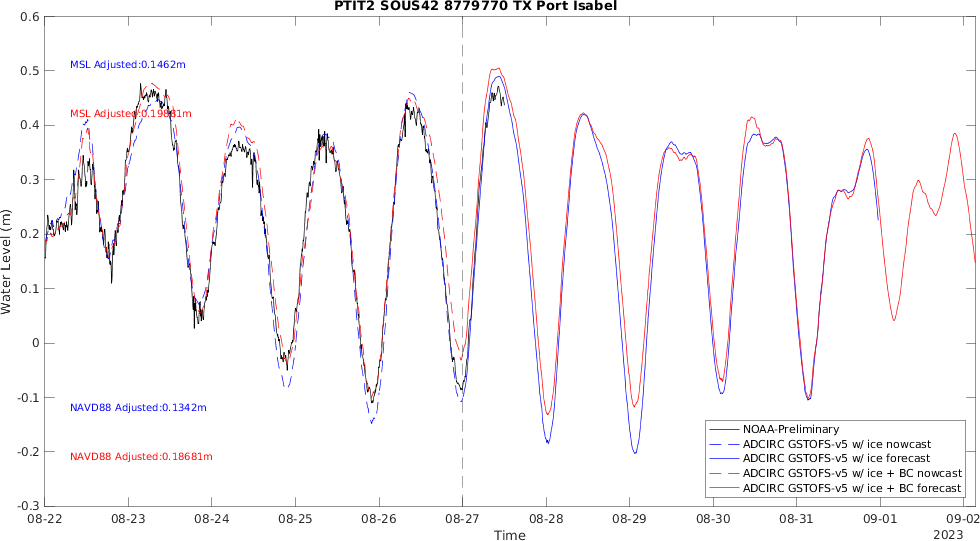 PTIT2 SOUS42 8779770 TX Port Isabel
0.6
0.5
0.4
0.3
0.2
0.1
0
-0.1
-0.2
-0.3
Water Level (m)
MSL Adjusted:0.1462m
MSL Adjusted:0.19881m
NAVD88 Adjusted:0.1342m
NAVD88 Adjusted:0.18681m
NOAA-Preliminary
ADCIRC GSTOFS-v5 w/ ice nowcast
ADCIRC GSTOFS-v5 w/ ice forecast
ADCIRC GSTOFS-v5 w/ ice + BC nowcast
ADCIRC GSTOFS-v5 w/ ice + BC forecast
08-22 08-23 08-24 08-25 08-26 08-27 08-28 08-29 08-30 08-31 09-01 09-02
Time
2023